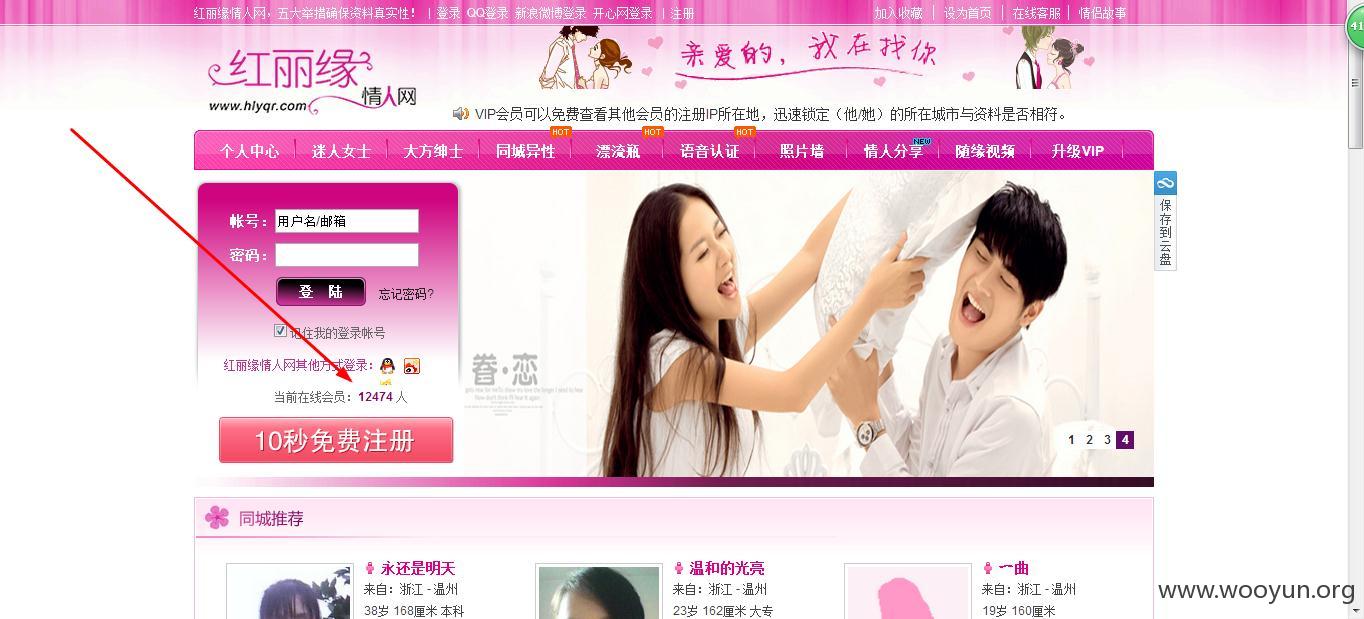 红丽缘情人网，五大举措确保资料真实性！ | 登录 QQ登录 新浪微博登录 开心网登录 | 注册
加入收藏 | 设为首页 | 在线客服 | 情侣故事
41
红丽缘
情人网
www.hlyqr.com
亲爱的，我在找你
VIP会员可以免费查看其他会员的注册IP所在地，迅速锁定（他/她）的所在城市与资料是否相符。
HOT HOT HOT NEW
个人中心 迷人女士 大方绅士 同城异性 漂流瓶 语音认证 照片墙 情人分享 随缘视频 升级VIP
保存到云盘
帐号：用户名/邮箱
密码：
登 陆 忘记密码?
记住我的登录帐号
红丽缘情人网其他方式登录：
当前在线会员：12474 人
10秒免费注册
眷·恋
1 2 3 4
同城推荐
永还是明天
来自：浙江 - 温州
38岁 168厘米 本科
温和的光亮
来自：浙江 - 温州
23岁 162厘米 大专
一曲
来自：浙江 - 温州
19岁 160厘米
www.wooyun.org